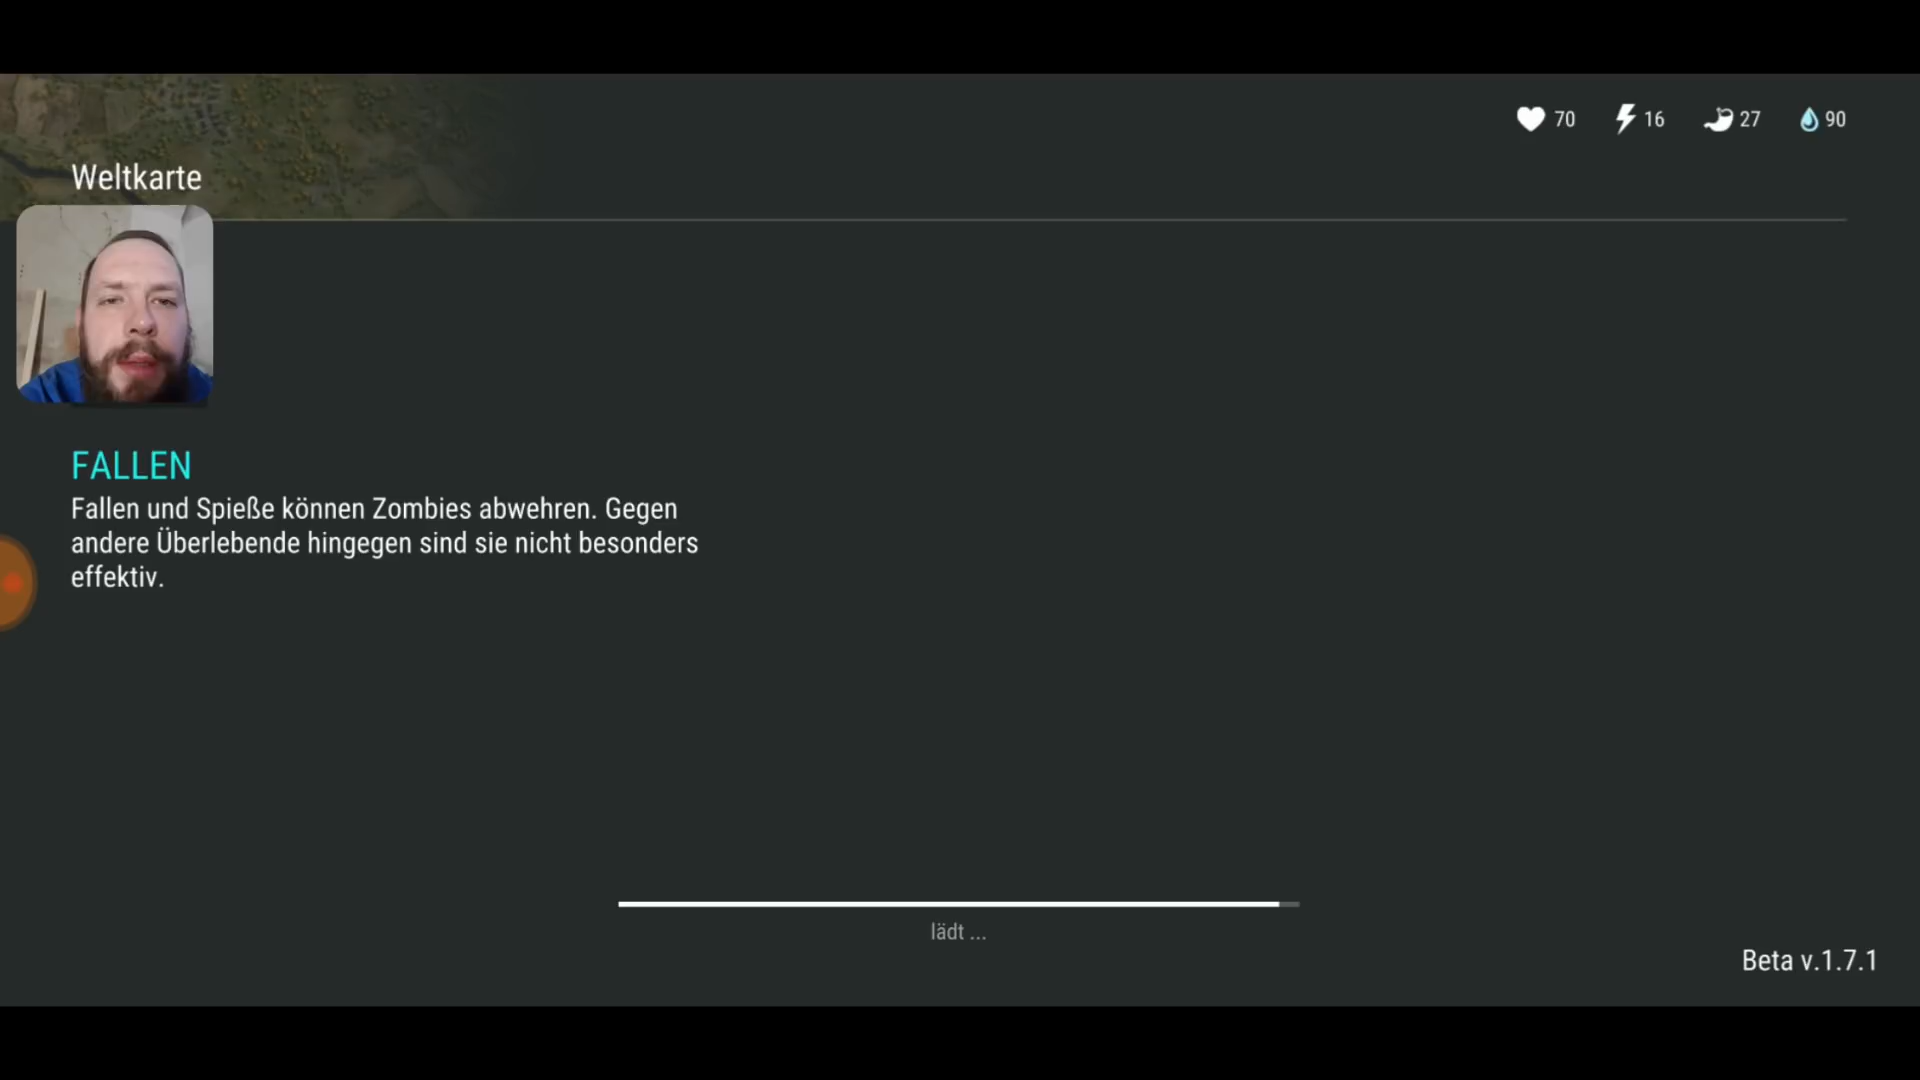 70 16 27 90
Weltkarte
FALLEN
Fallen und Spieße können Zombies abwehren. Gegen
andere Überlebende hingegen sind sie nicht besonders
effektiv.
lädt ...
Beta v.1.7.1